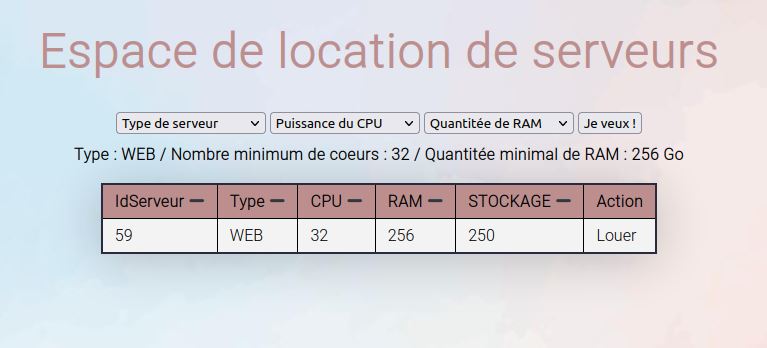 Espace de location de serveurs
Type de serveur Puissance du CPU Quantitée de RAM Je veux !
Type : WEB / Nombre minimum de coeurs : 32 / Quantitée minimal de RAM : 256 Go
IdServeur Type CPU RAM STOCKAGE Action
59 WEB 32 256 250 Louer